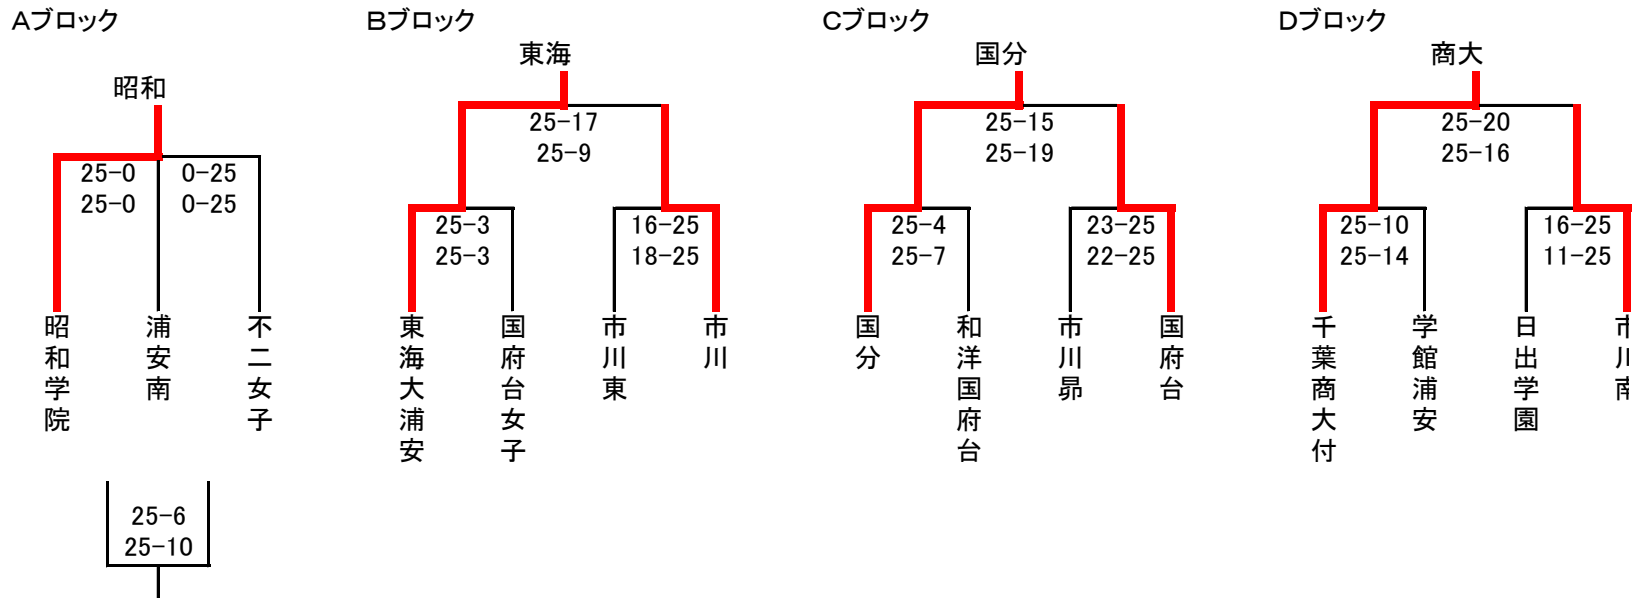 Aブロック
昭和
25-0
25-0
0-25
0-25
昭和学院
浦安南
不二女子
25-6
25-10
Bブロック
東海
25-17
25-9
25-3
25-3
16-25
18-25
東海大浦安
国府台女子
市川東
市川
Cブロック
国分
25-15
25-19
25-4
25-7
23-25
22-25
国分
和洋国府台
市川昴
国府台
Dブロック
商大
25-20
25-16
25-10
25-14
16-25
11-25
千葉商大付
学館浦安
日出学園
市川南